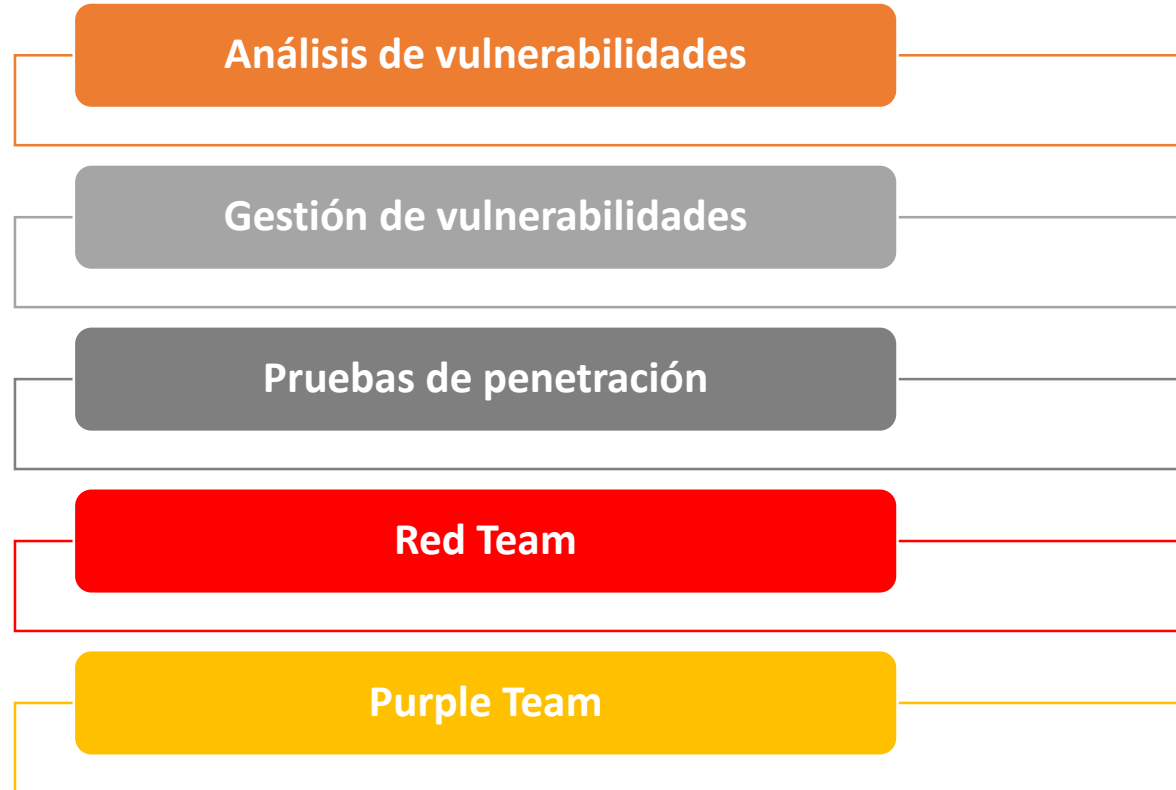 Análisis de vulnerabilidades
Gestión de vulnerabilidades
Pruebas de penetración
Red Team
Purple Team